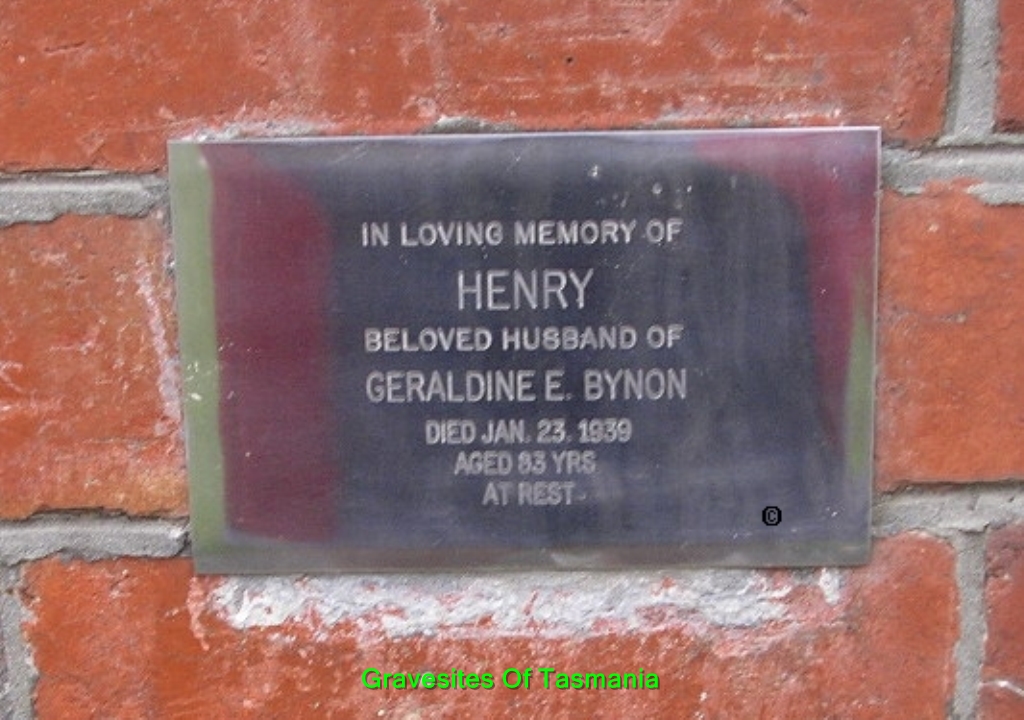 IN LOVING MEMORY OF
HENRY
BELOVED HUSBAND OF
GERALDINE E. BYNON
DIED JAN. 23. 1939
AGED 83 YRS
AT REST
©
Gravesites Of Tasmania